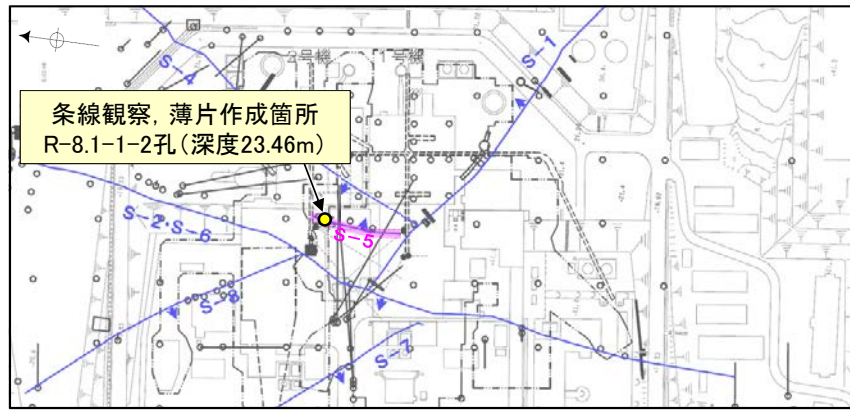 2号機
1号機
S-1
S-4
条線観察，薄片作成箇所
R-8.1-1-2孔（深度23.46m）
S-2・S-6
S-5
S-8
S-7